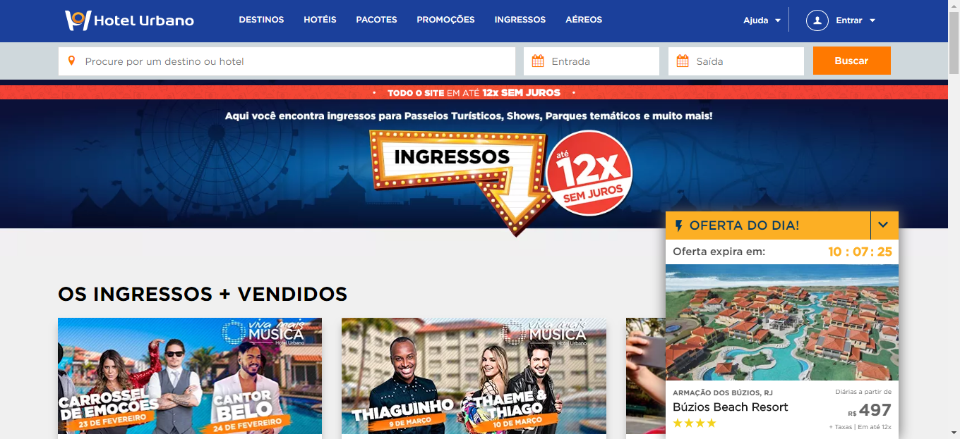 Hotel Urbano
DESTINOS HOTÉIS PACOTES PROMOÇÕES INGRESSOS AÉREOS
Ajuda Entrar
Procure por um destino ou hotel
Entrada
Saída
Buscar
• TODO O SITE EM ATÉ 12x SEM JUROS •
Aqui você encontra ingressos para Passeios Turísticos, Shows, Parques temáticos e muito mais!
INGRESSOS
até
12x
SEM JUROS
OFERTA DO DIA!
Oferta expira em: 10 : 07 : 25
OS INGRESSOS + VENDIDOS
viva mais
MÚSICA
Hotel Urbano
CARROSSEL
DE EMOÇÕES
23 DE FEVEREIRO
CANTOR
BELO
24 DE FEVEREIRO
viva mais
MÚSICA
Hotel Urbano
THIAGUINHO
9 DE MARÇO
THAEME &
THIAGO
10 DE MARÇO
ARMAÇÃO DOS BÚZIOS, RJ
Búzios Beach Resort
Diárias a partir de
R$ 497
+ Taxas | Em até 12x